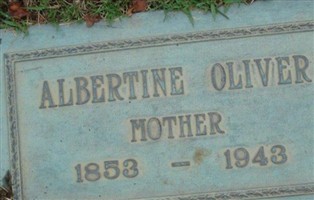 ALBERTINE OLIVER
MOTHER
1853 - 1943